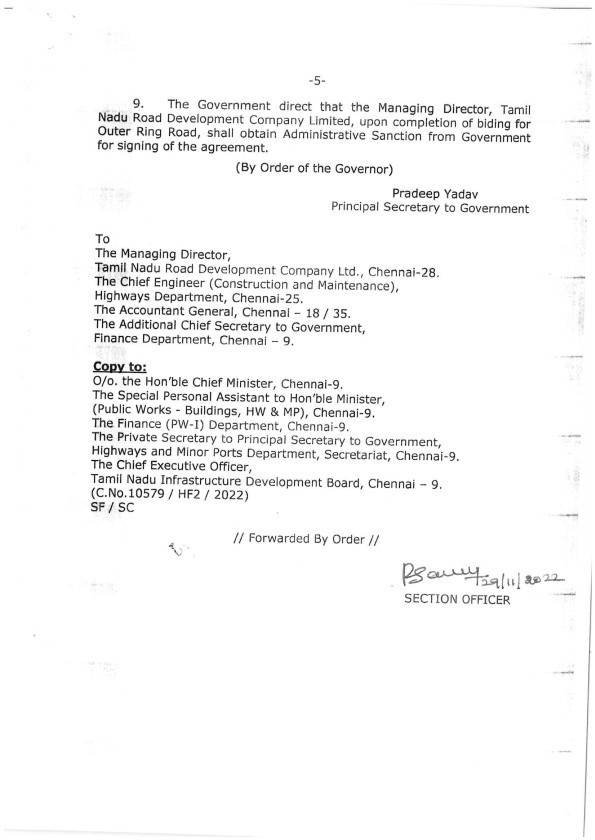 -5-
9. The Government direct that the Managing Director, Tamil
Nadu Road Development Company Limited, upon completion of biding for
Outer Ring Road, shall obtain Administrative Sanction from Government
for signing of the agreement.
(By Order of the Governor)
Pradeep Yadav
Principal Secretary to Government
To
The Managing Director,
Tamil Nadu Road Development Company Ltd., Chennai-28.
The Chief Engineer (Construction and Maintenance),
Highways Department, Chennai-25.
The Accountant General, Chennai – 18 / 35.
The Additional Chief Secretary to Government,
Finance Department, Chennai – 9.
Copy to:
O/o. the Hon'ble Chief Minister, Chennai-9.
The Special Personal Assistant to Hon'ble Minister,
(Public Works - Buildings, HW & MP), Chennai-9.
The Finance (PW-I) Department, Chennai-9.
The Private Secretary to Principal Secretary to Government,
Highways and Minor Ports Department, Secretariat, Chennai-9.
The Chief Executive Officer,
Tamil Nadu Infrastructure Development Board, Chennai – 9.
(C.No.10579 / HF2 / 2022)
SF / SC
// Forwarded By Order //
29/11/2022
SECTION OFFICER